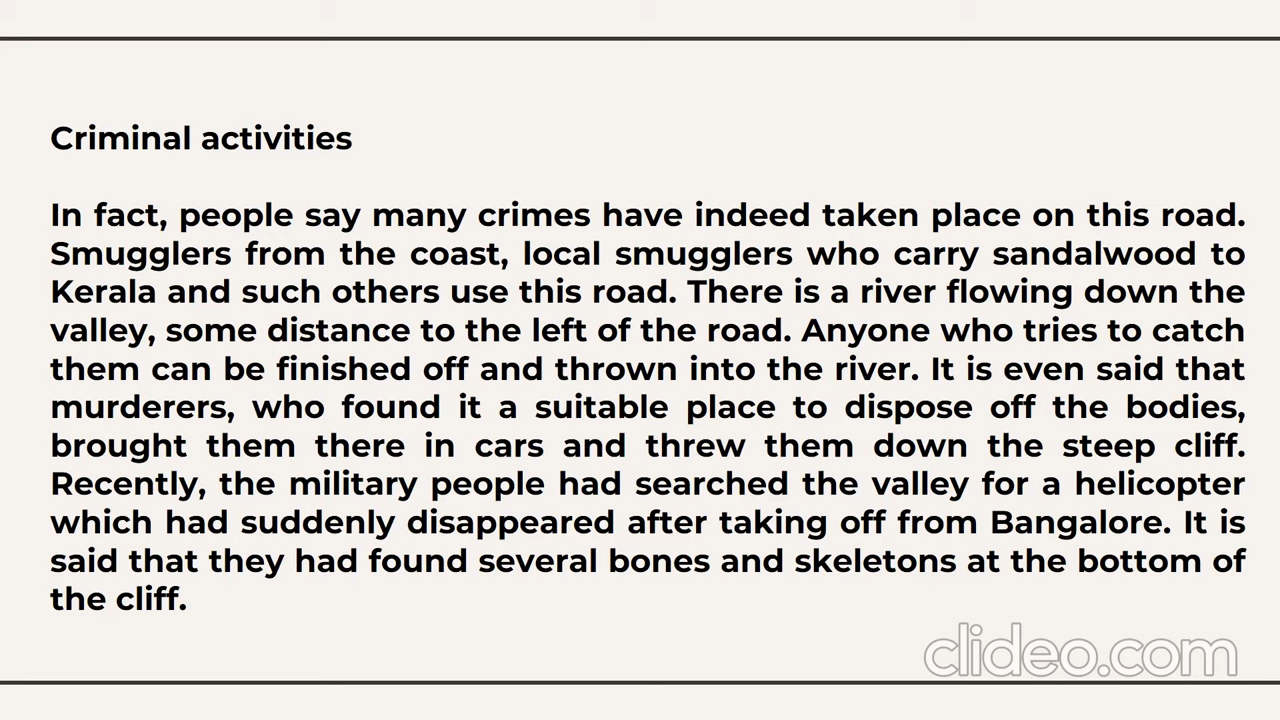 Criminal activities
In fact, people say many crimes have indeed taken place on this road.
Smugglers from the coast, local smugglers who carry sandalwood to
Kerala and such others use this road. There is a river flowing down the
valley, some distance to the left of the road. Anyone who tries to catch
them can be finished off and thrown into the river. It is even said that
murderers, who found it a suitable place to dispose off the bodies,
brought them there in cars and threw them down the steep cliff.
Recently, the military people had searched the valley for a helicopter
which had suddenly disappeared after taking off from Bangalore. It is
said that they had found several bones and skeletons at the bottom of
the cliff.
clideo.com